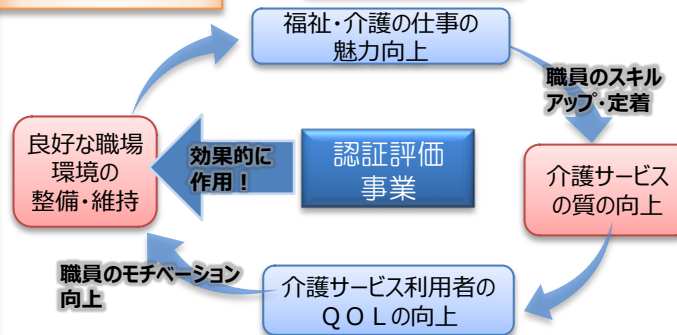 福祉・介護の仕事の
魅力向上
職員のスキル
アップ・定着
良好な職場
環境の
整備・維持
効果的に
作用！
認証評価
事業
介護サービス
の質の向上
職員のモチベーション
向上
介護サービス利用者の
ＱＯＬの向上